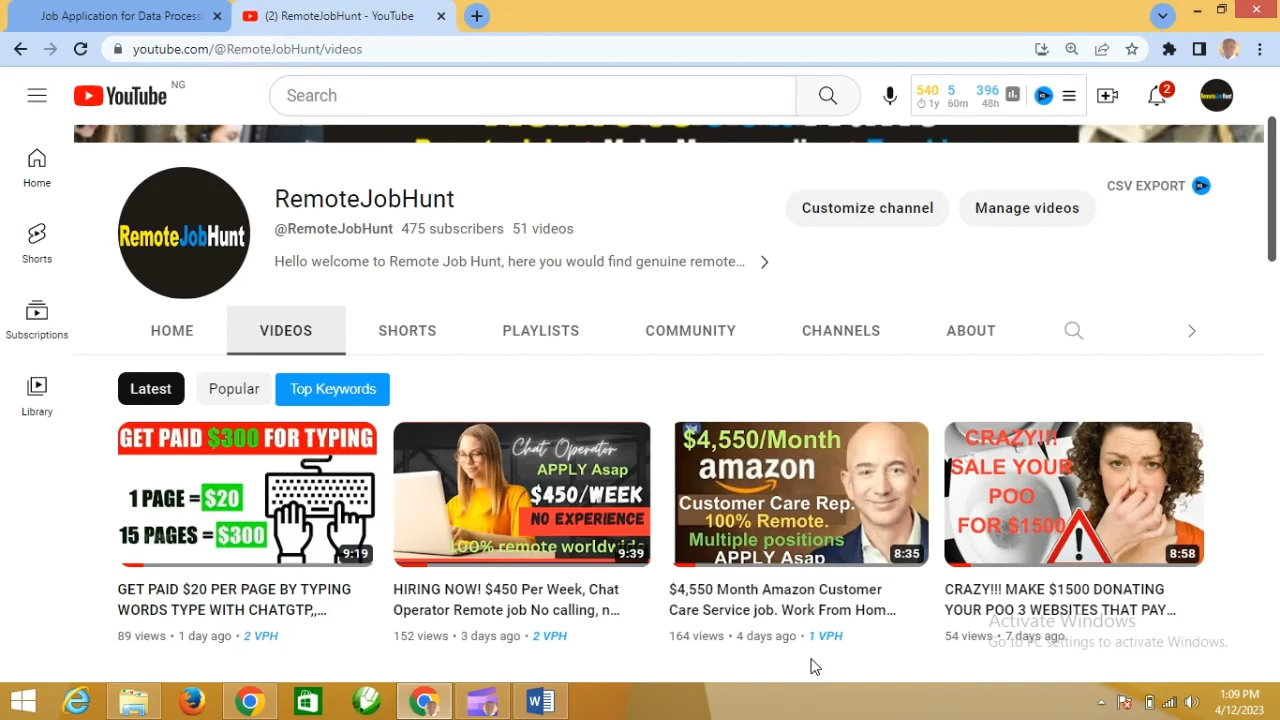 Job Application for Data Process
(2) RemoteJobHunt - YouTube
youtube.com/@RemoteJobHunt/videos
YouTube NG
Search
540 5 396
1y 60m 48h
2
RemoteJobHunt
Home
Shorts
Subscriptions
Library
RemoteJobHunt
RemoteJobHunt
@RemoteJobHunt 475 subscribers 51 videos
Hello welcome to Remote Job Hunt, here you would find genuine remote...
Customize channel
Manage videos
CSV EXPORT
HOME VIDEOS SHORTS PLAYLISTS COMMUNITY CHANNELS ABOUT
Latest Popular Top Keywords
GET PAID $300 FOR TYPING
1 PAGE = $20
15 PAGES = $300
9:19
GET PAID $20 PER PAGE BY TYPING
WORDS TYPE WITH CHATGTP,,...
89 views • 1 day ago • 2 VPH
Chat Operator
APPLY Asap
$450/WEEK
NO EXPERIENCE
100% remote worldwide
9:39
HIRING NOW! $450 Per Week, Chat
Operator Remote job No calling, n...
152 views • 3 days ago • 2 VPH
$4,550/Month
amazon
Customer Care Rep.
100% Remote.
Multiple positions
APPLY Asap
8:35
$4,550 Month Amazon Customer
Care Service job. Work From Hom...
164 views • 4 days ago • 1 VPH
CRAZY!!!
SALE YOUR
POO
FOR $1500
8:58
CRAZY!!! MAKE $1500 DONATING
YOUR POO 3 WEBSITES THAT PAY...
54 views • 7 days ago
Activate Windows
Go to PC settings to activate Windows.
1:09 PM
4/12/2023